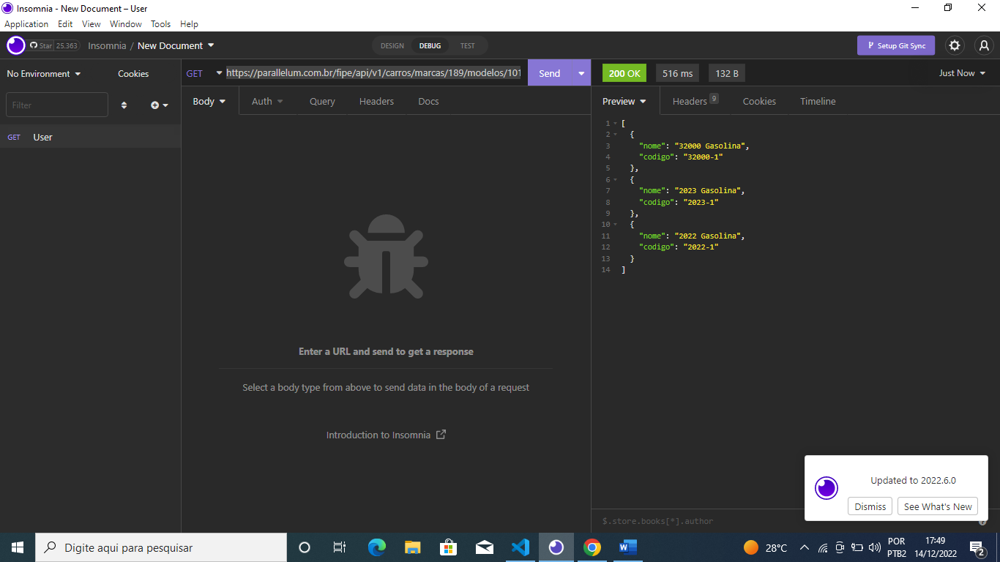 Insomnia - New Document – User
Application Edit View Window Tools Help
Star 25.363
Insomnia / New Document
DESIGN DEBUG TEST
Setup Git Sync
No Environment Cookies
GET https://parallelum.com.br/fipe/api/v1/carros/marcas/189/modelos/101
Send
200 OK 516 ms 132 B Just Now
Filter
Body Auth Query Headers Docs
Preview Headers 9 Cookies Timeline
GET User
1 [
2 {
3 "nome": "32000 Gasolina",
4 "codigo": "32000-1"
5 },
6 {
7 "nome": "2023 Gasolina",
8 "codigo": "2023-1"
9 },
10 {
11 "nome": "2022 Gasolina",
12 "codigo": "2022-1"
13 }
14 ]
Enter a URL and send to get a response
Select a body type from above to send data in the body of a request
Introduction to Insomnia
Updated to 2022.6.0
Dismiss See What's New
$.store.books[*].author
Digite aqui para pesquisar
28°C
POR
PTB2
17:49
14/12/2022
2